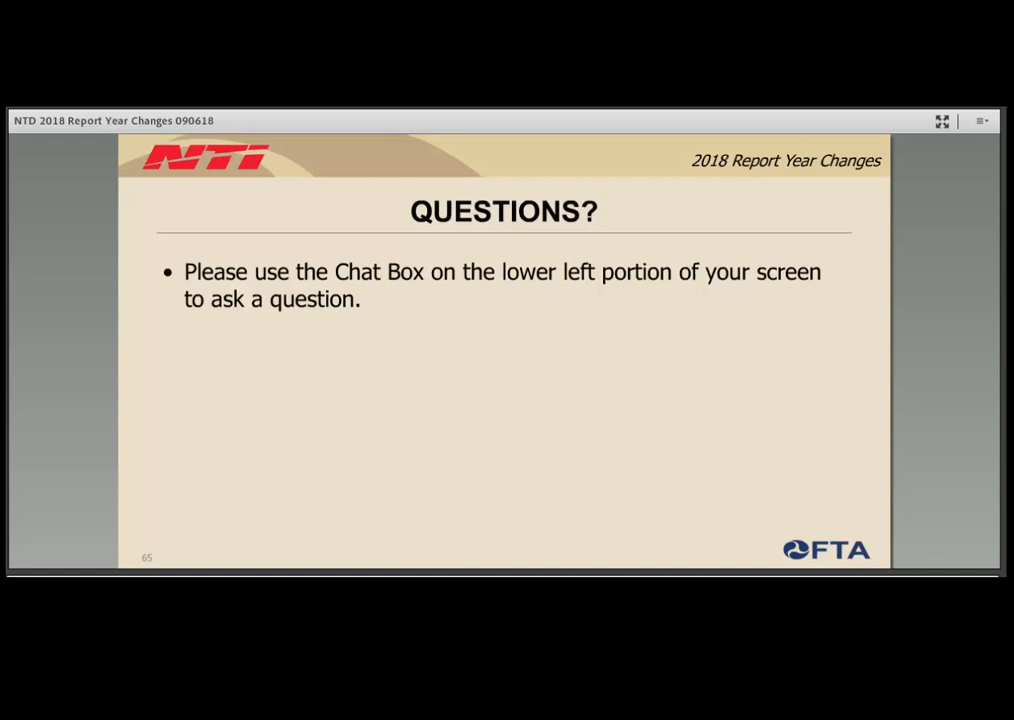 NTD 2018 Report Year Changes 090618
NTI
2018 Report Year Changes
QUESTIONS?
• Please use the Chat Box on the lower left portion of your screen
to ask a question.
65
FTA